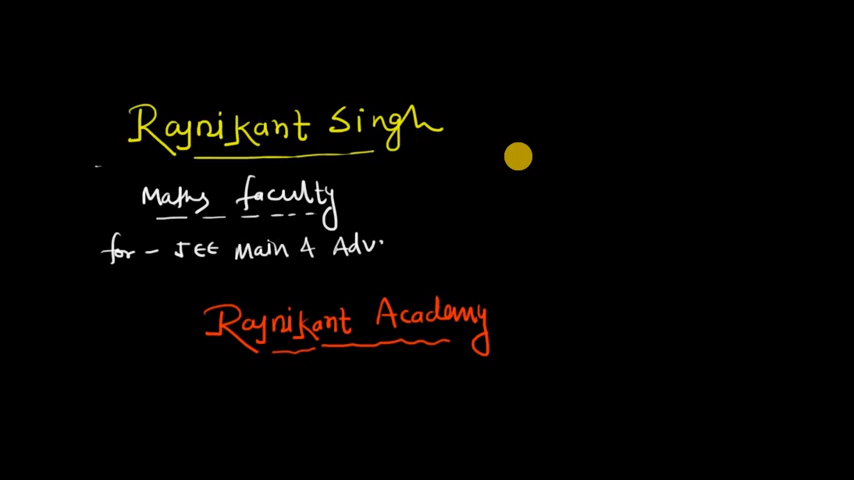 Rajnikant Singh
Maths faculty
for - JEE Main & Adv.
Rajnikant Academy